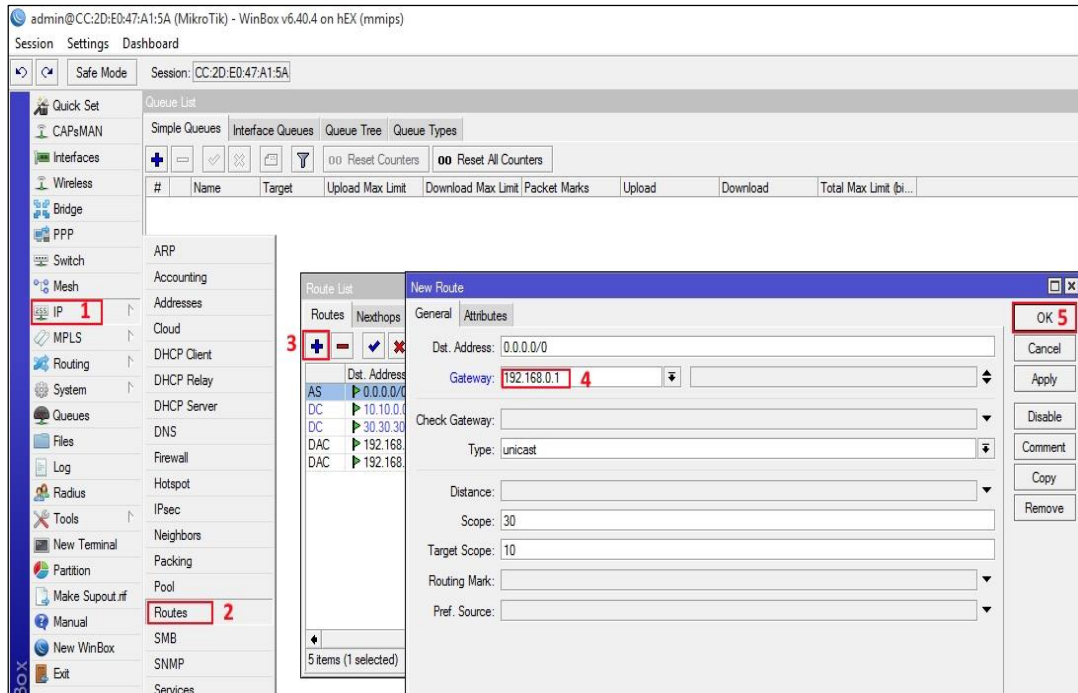 admin@CC:2D:E0:47:A1:5A (MikroTik) - WinBox v6.40.4 on hEX (mmips)
Session Settings Dashboard
Safe Mode Session: CC:2D:E0:47:A1:5A
Quick Set
CAPsMAN
Interfaces
Wireless
Bridge
PPP
Switch
Mesh
IP 1
MPLS
Routing
System
Queues
Files
Log
Radius
Tools
New Terminal
Partition
Make Supout.rif
Manual
New WinBox
Exit
Box
Queue List
Simple Queues Interface Queues Queue Tree Queue Types
00 Reset Counters 00 Reset All Counters
# Name Target Upload Max Limit Download Max Limit Packet Marks Upload Download Total Max Limit (bi...
ARP
Accounting
Addresses
Cloud
DHCP Client
DHCP Relay
DHCP Server
DNS
Firewall
Hotspot
IPsec
Neighbors
Packing
Pool
Routes 2
SMB
SNMP
Services
Route List
Routes Nexthops
3
Dst. Address
AS 0.0.0.0/0
DC 10.10.0.0
DC 30.30.30
DAC 192.168.
DAC 192.168.
5 items (1 selected)
New Route
General Attributes
Dst. Address: 0.0.0.0/0
Gateway: 192.168.0.1 4
Check Gateway:
Type: unicast
Distance:
Scope: 30
Target Scope: 10
Routing Mark:
Pref. Source:
OK 5
Cancel
Apply
Disable
Comment
Copy
Remove